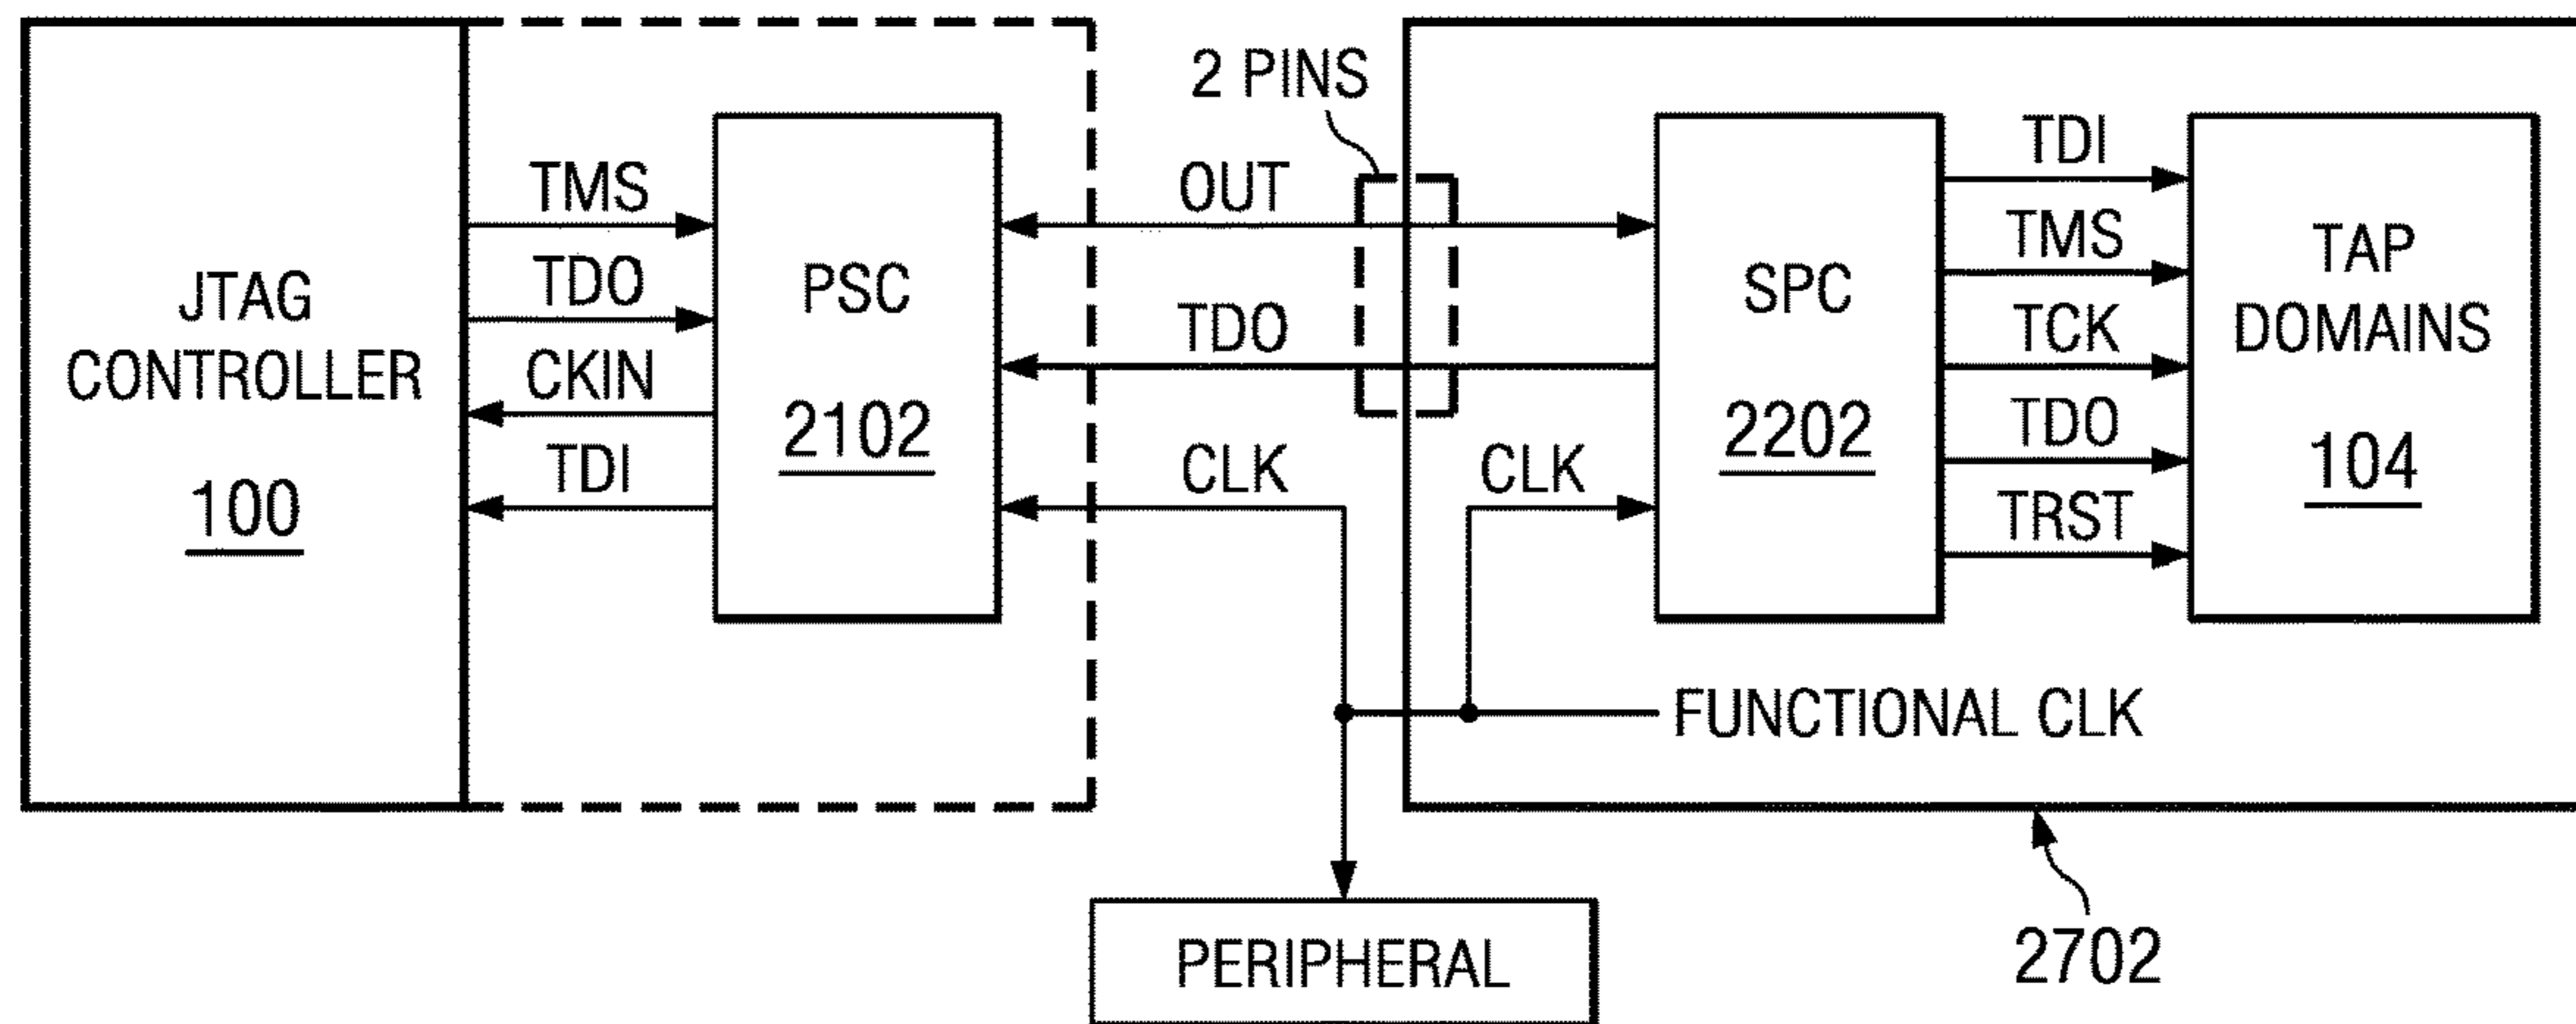 JTAG
CONTROLLER
100
TMS
TDO
CKIN
TDI
PSC
2102
2 PINS
OUT
TDO
CLK
CLK
SPC
2202
TDI
TMS
TCK
TDO
TRST
TAP
DOMAINS
104
FUNCTIONAL CLK
PERIPHERAL
2702